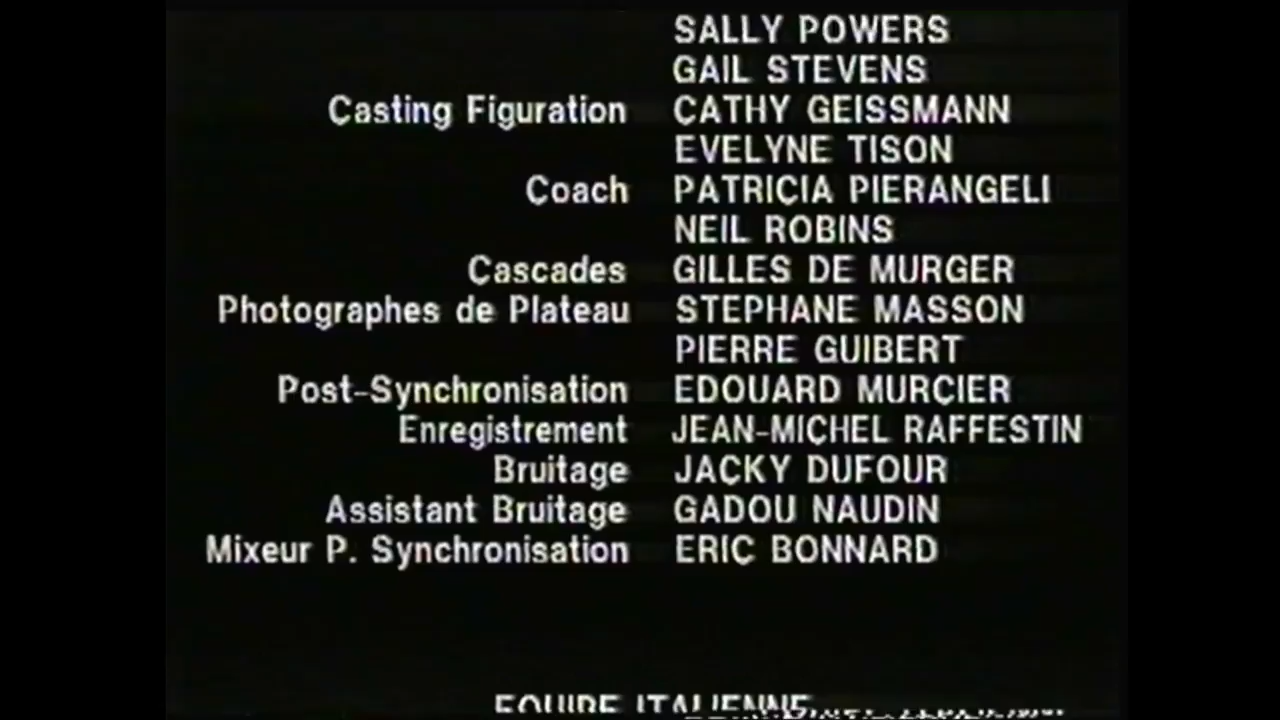 SALLY POWERS
GAIL STEVENS
Casting Figuration CATHY GEISSMANN
EVELYNE TISON
Coach PATRICIA PIERANGELI
NEIL ROBINS
Cascades GILLES DE MURGER
Photographes de Plateau STEPHANE MASSON
PIERRE GUIBERT
Post-Synchronisation EDOUARD MURCIER
Enregistrement JEAN-MICHEL RAFFESTIN
Bruitage JACKY DUFOUR
Assistant Bruitage GADOU NAUDIN
Mixeur P. Synchronisation ERIC BONNARD
EQUIPE ITALIENNE